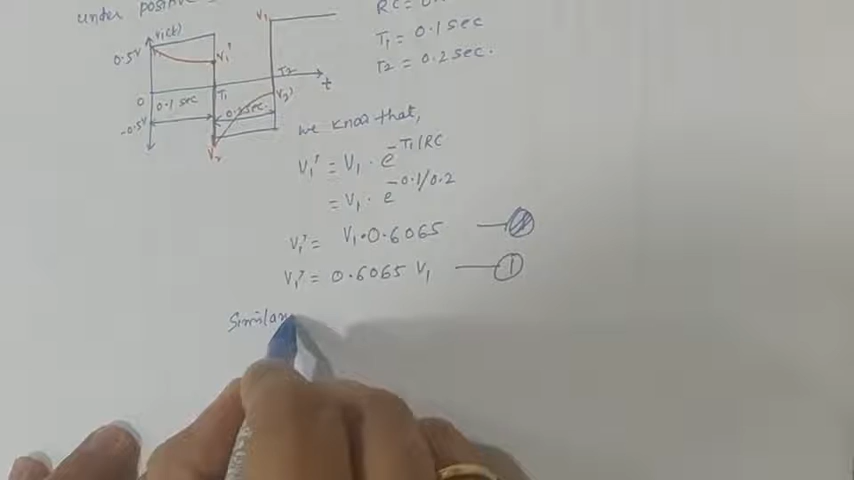 under positive
RC = 0.
T₁ = 0.1 sec
T2 = 0.2 sec.
V₁
vᵢ(t)
0.5V
V₁'
T2
t
0
0.1 sec
T₁
0.2 sec.
V₂'
-0.5V
V₂
we know that,
V₁' = V₁ . e^-T₁/RC
= V₁ . e^-0.1/0.2
V₁' = V₁ . 0.6065
V₁' = 0.6065 V₁ — ①